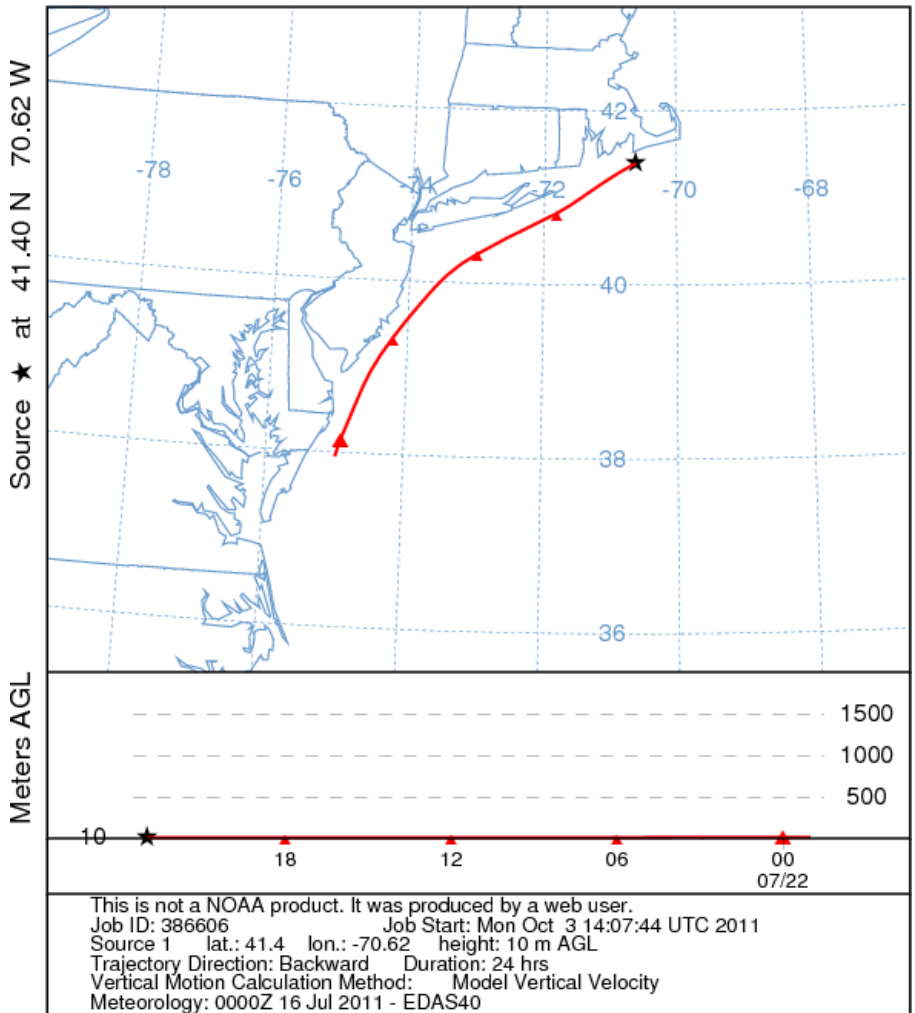 Source ★ at 41.40 N 70.62 W
42
-78
-76
-74
-72
-70
-68
40
38
36
Meters AGL
1500
1000
500
10
18 12 06 00
07/22
This is not a NOAA product. It was produced by a web user.
Job ID: 386606 Job Start: Mon Oct 3 14:07:44 UTC 2011
Source 1 lat.: 41.4 lon.: -70.62 height: 10 m AGL
Trajectory Direction: Backward Duration: 24 hrs
Vertical Motion Calculation Method: Model Vertical Velocity
Meteorology: 0000Z 16 Jul 2011 - EDAS40